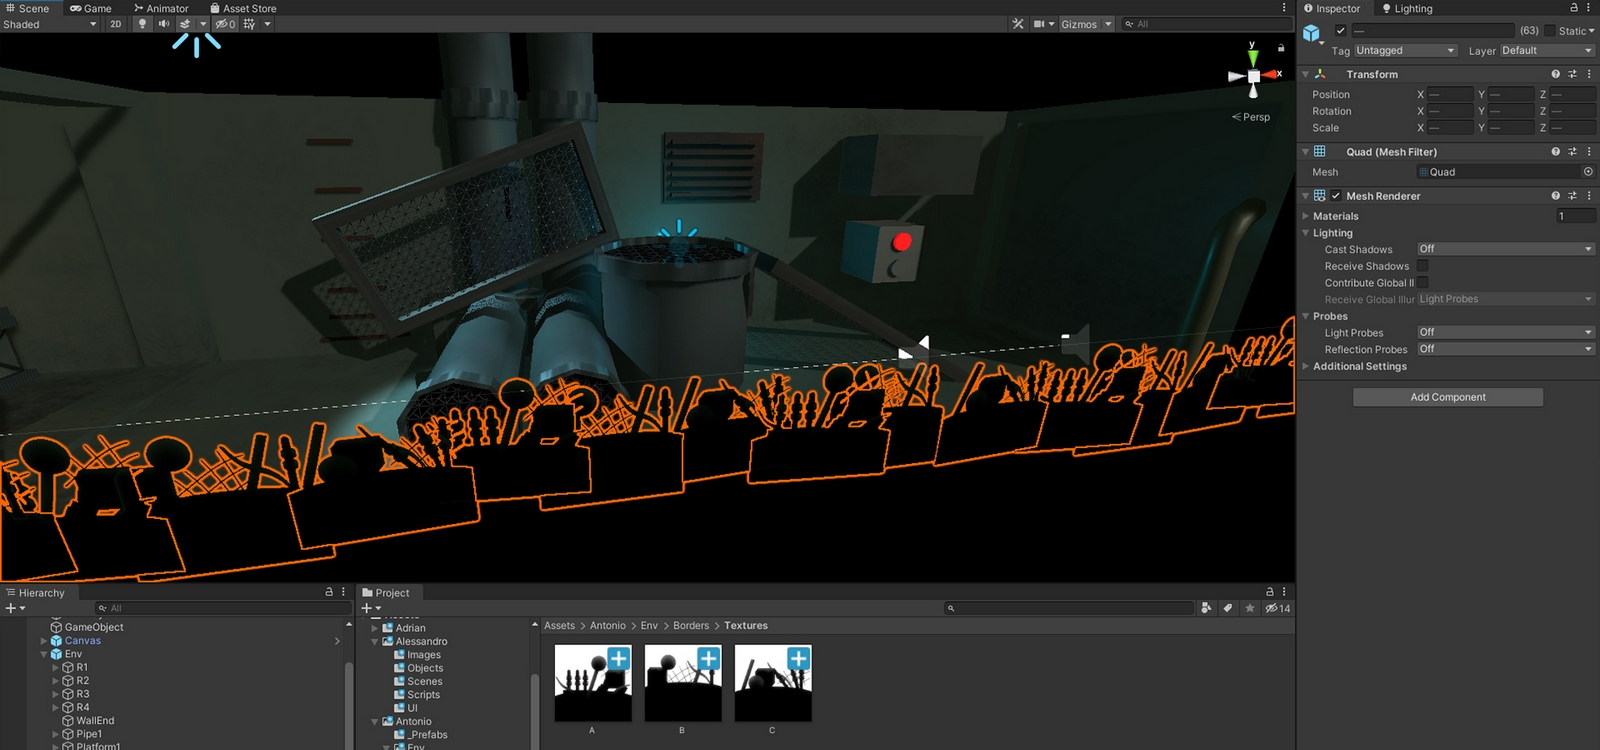 Scene Game Animator Asset Store
Shaded 2D 0 Gizmos All
y
x
Persp
Inspector Lighting
— (63) Static
Tag Untagged Layer Default
Transform
Position X — Y — Z —
Rotation X — Y — Z —
Scale X — Y — Z —
Quad (Mesh Filter)
Mesh Quad
Mesh Renderer
Materials 1
Lighting
Cast Shadows Off
Receive Shadows
Contribute Global Il
Receive Global Illur Light Probes
Probes
Light Probes Off
Reflection Probes Off
Additional Settings
Add Component
Hierarchy
All
GameObject
Canvas
Env
R1
R2
R3
R4
WallEnd
Pipe1
Platform1
Project
14
Adrian
Alessandro
Images
Objects
Scenes
Scripts
UI
Antonio
_Prefabs
Env
Assets > Antonio > Env > Borders > Textures
A B C